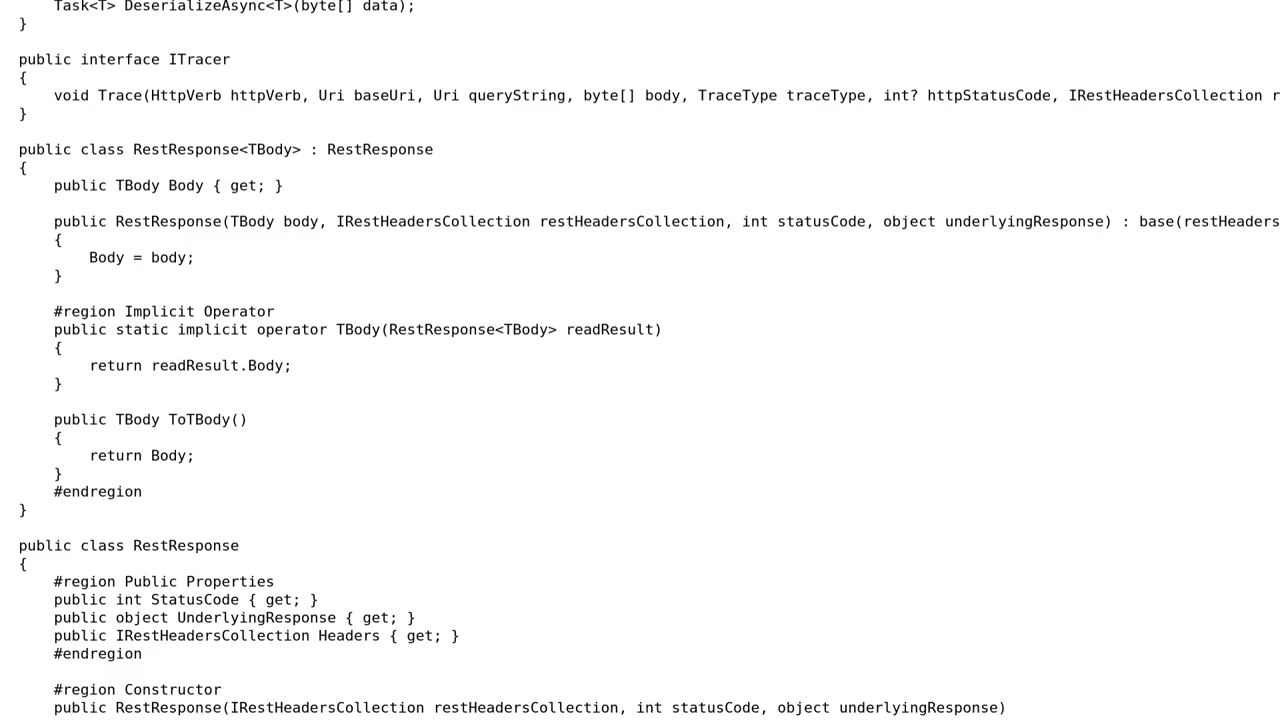 Task<T> DeserializeAsync<T>(byte[] data);
}

public interface ITracer
{
    void Trace(HttpVerb httpVerb, Uri baseUri, Uri queryString, byte[] body, TraceType traceType, int? httpStatusCode, IRestHeadersCollection r
}

public class RestResponse<TBody> : RestResponse
{
    public TBody Body { get; }

    public RestResponse(TBody body, IRestHeadersCollection restHeadersCollection, int statusCode, object underlyingResponse) : base(restHeaders
    {
        Body = body;
    }

    #region Implicit Operator
    public static implicit operator TBody(RestResponse<TBody> readResult)
    {
        return readResult.Body;
    }

    public TBody ToTBody()
    {
        return Body;
    }
    #endregion
}

public class RestResponse
{
    #region Public Properties
    public int StatusCode { get; }
    public object UnderlyingResponse { get; }
    public IRestHeadersCollection Headers { get; }
    #endregion

    #region Constructor
    public RestResponse(IRestHeadersCollection restHeadersCollection, int statusCode, object underlyingResponse)